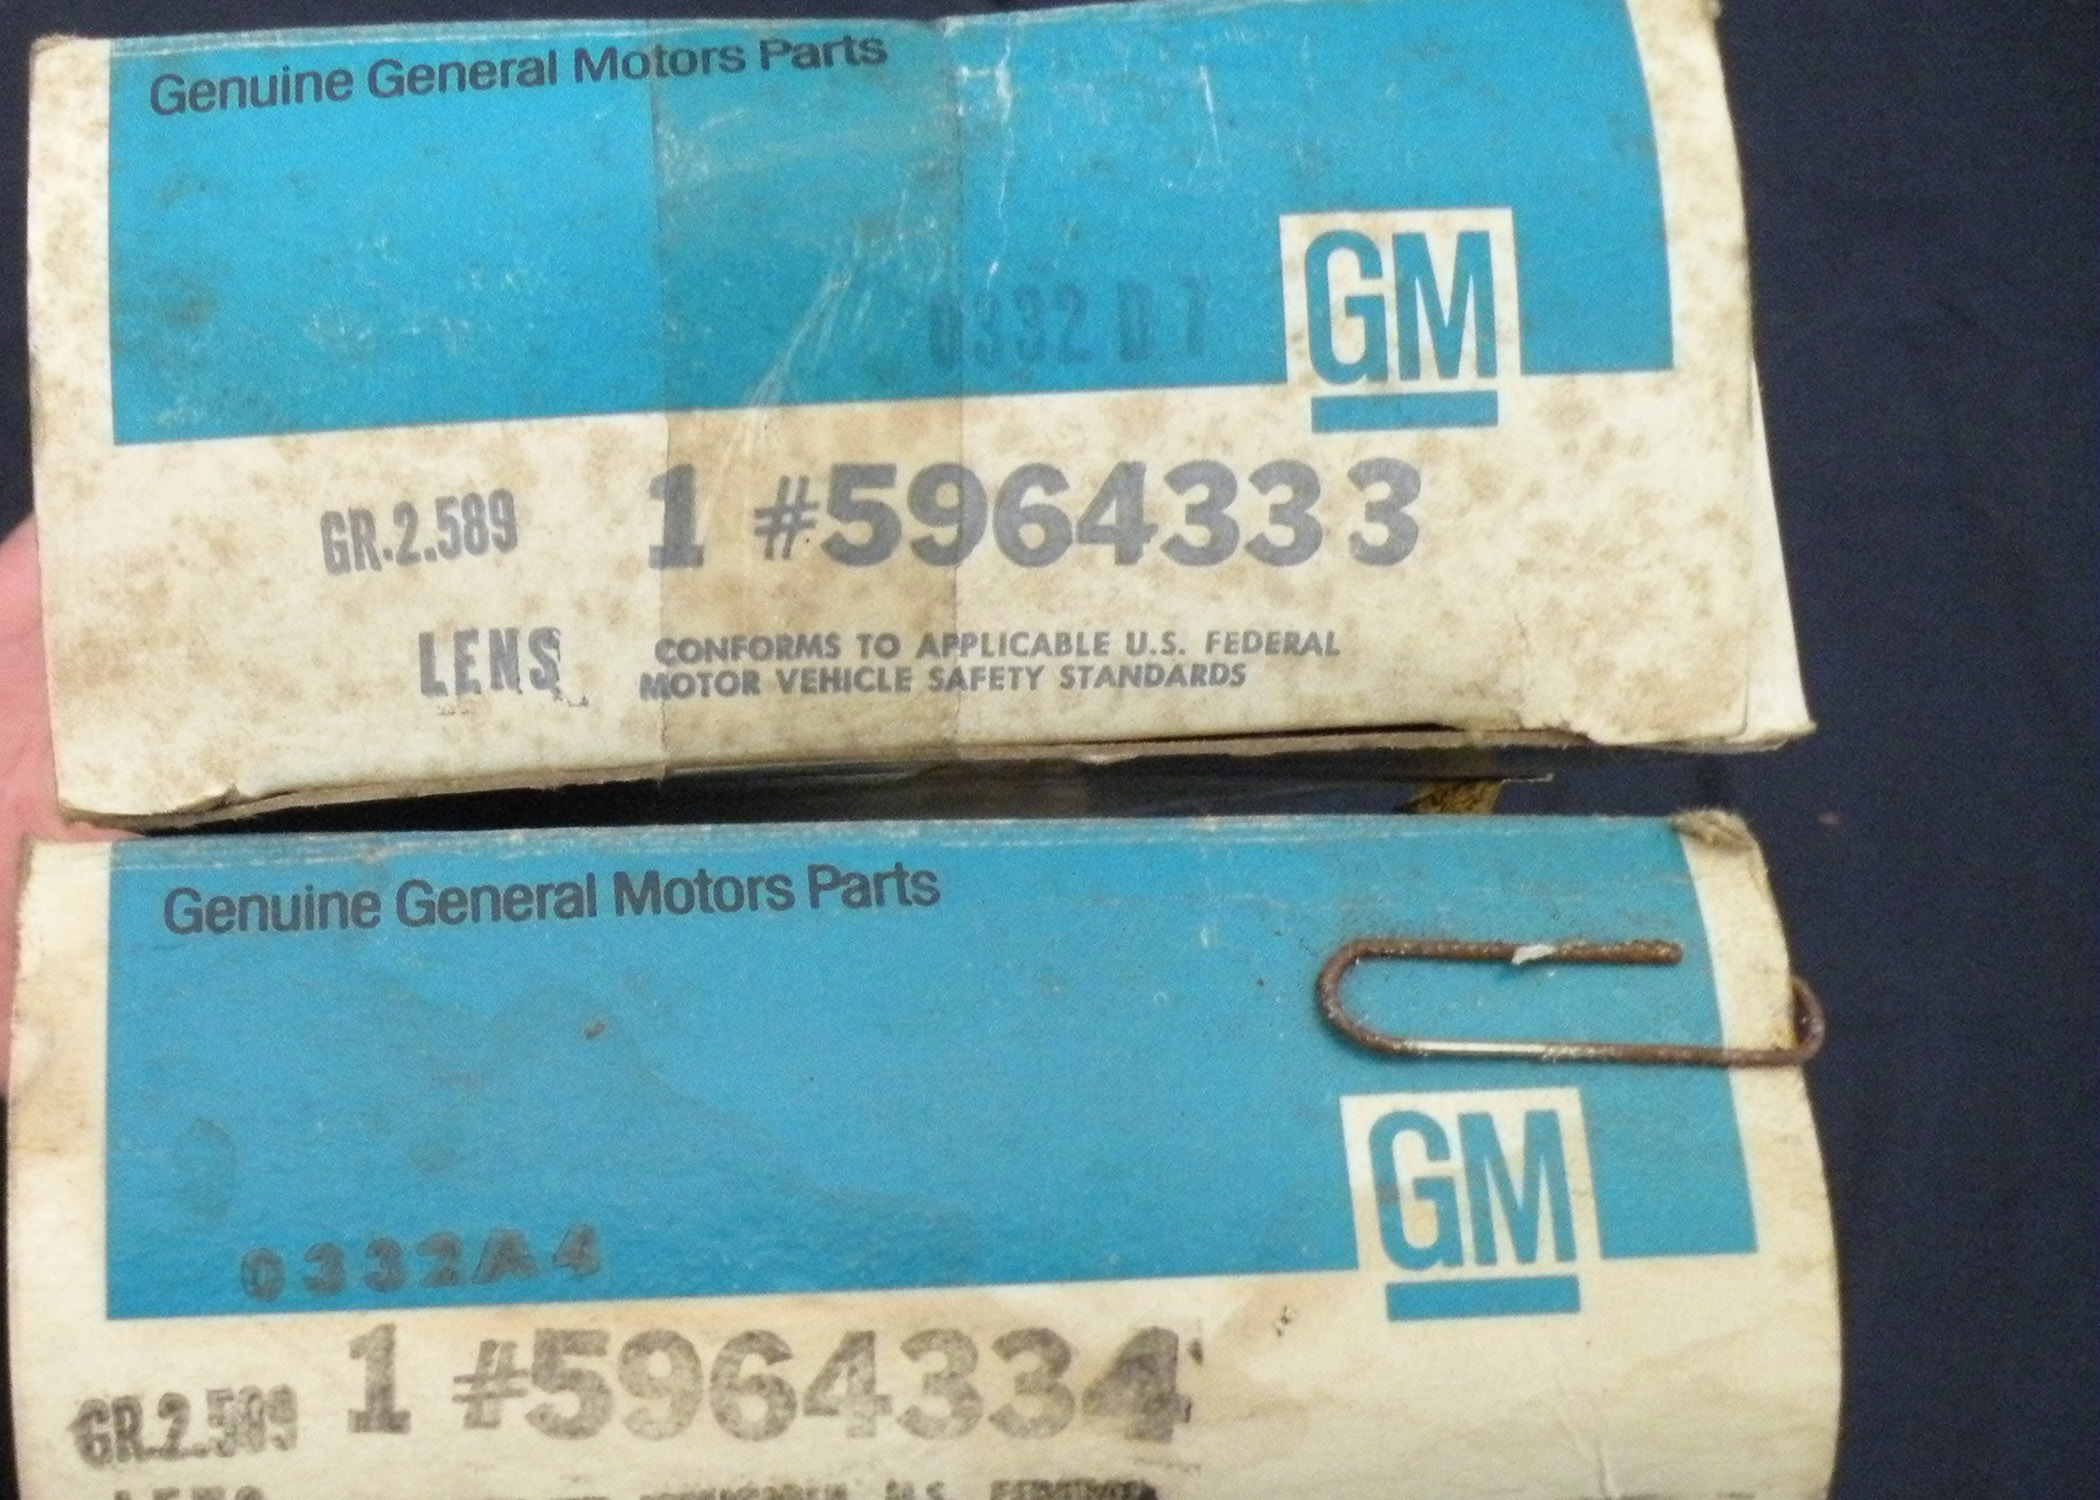 Genuine General Motors Parts
0332 D 7
GM
GR.2.589 1 #5964333
LENS CONFORMS TO APPLICABLE U.S. FEDERAL
MOTOR VEHICLE SAFETY STANDARDS
Genuine General Motors Parts
GM
0332A4
1 #5964334
GR.2.589